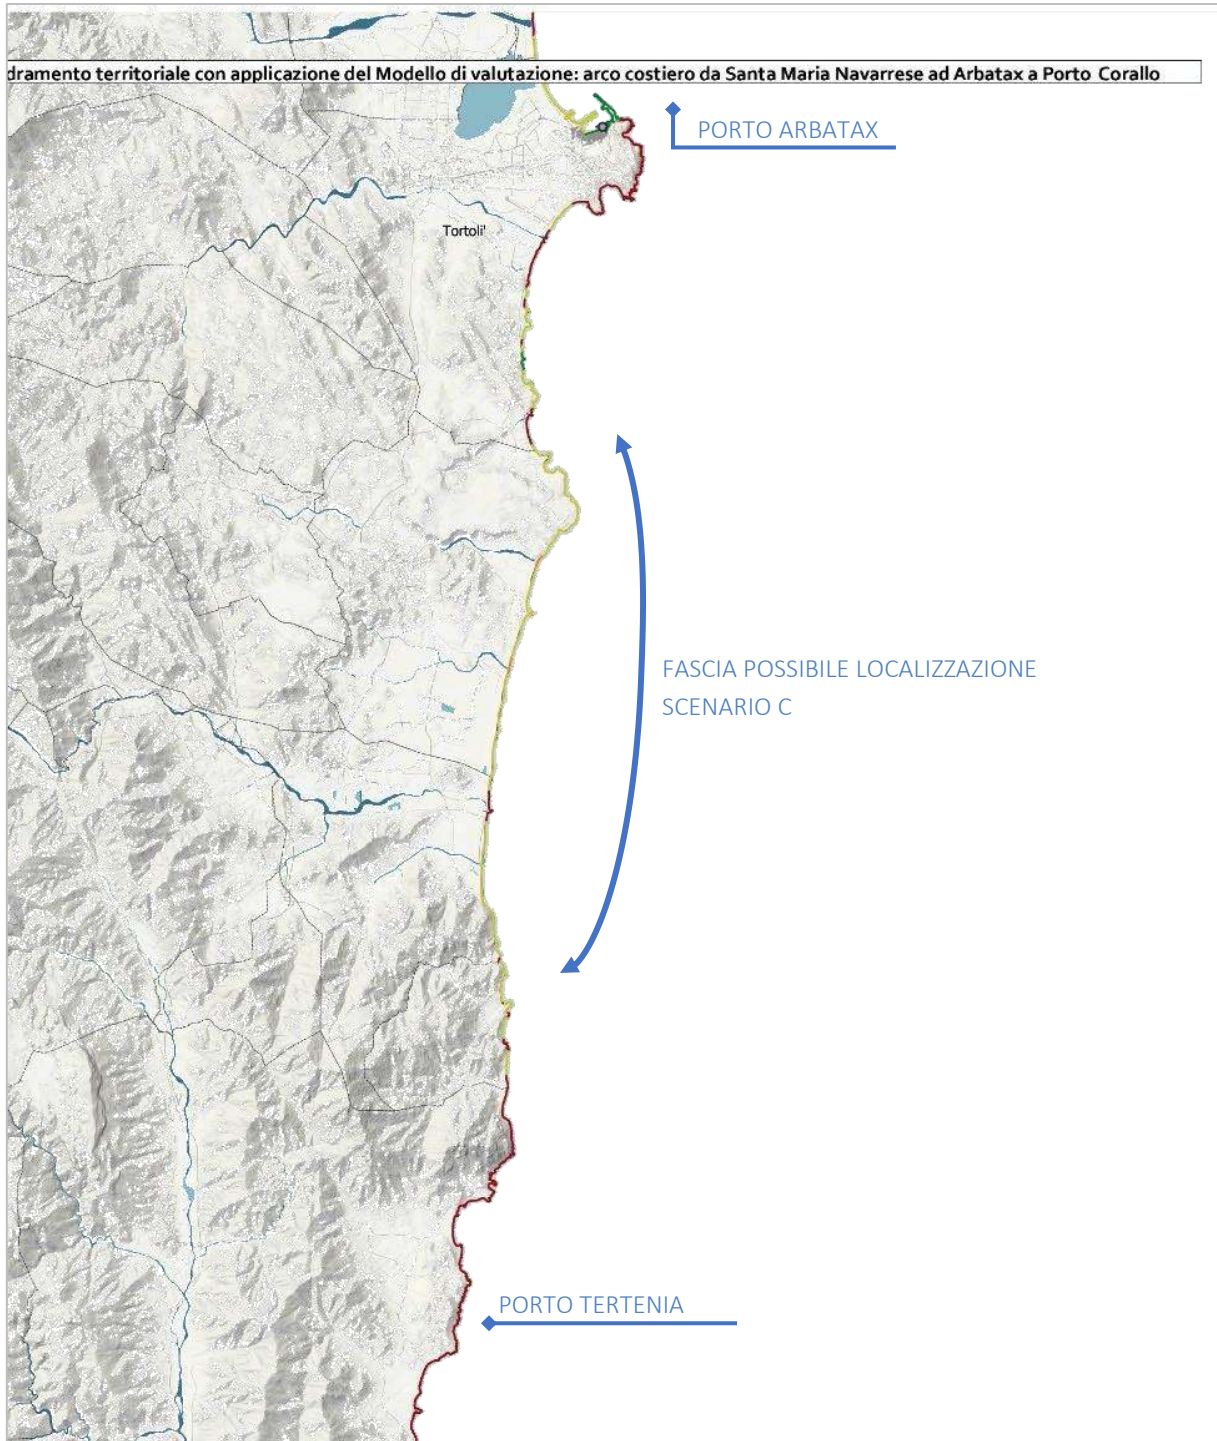 dramento territoriale con applicazione del Modello di valutazione: arco costiero da Santa Maria Navarrese ad Arbatax a Porto Corallo
PORTO ARBATAX
Tortoli'
FASCIA POSSIBILE LOCALIZZAZIONE
SCENARIO C
PORTO TERTENIA